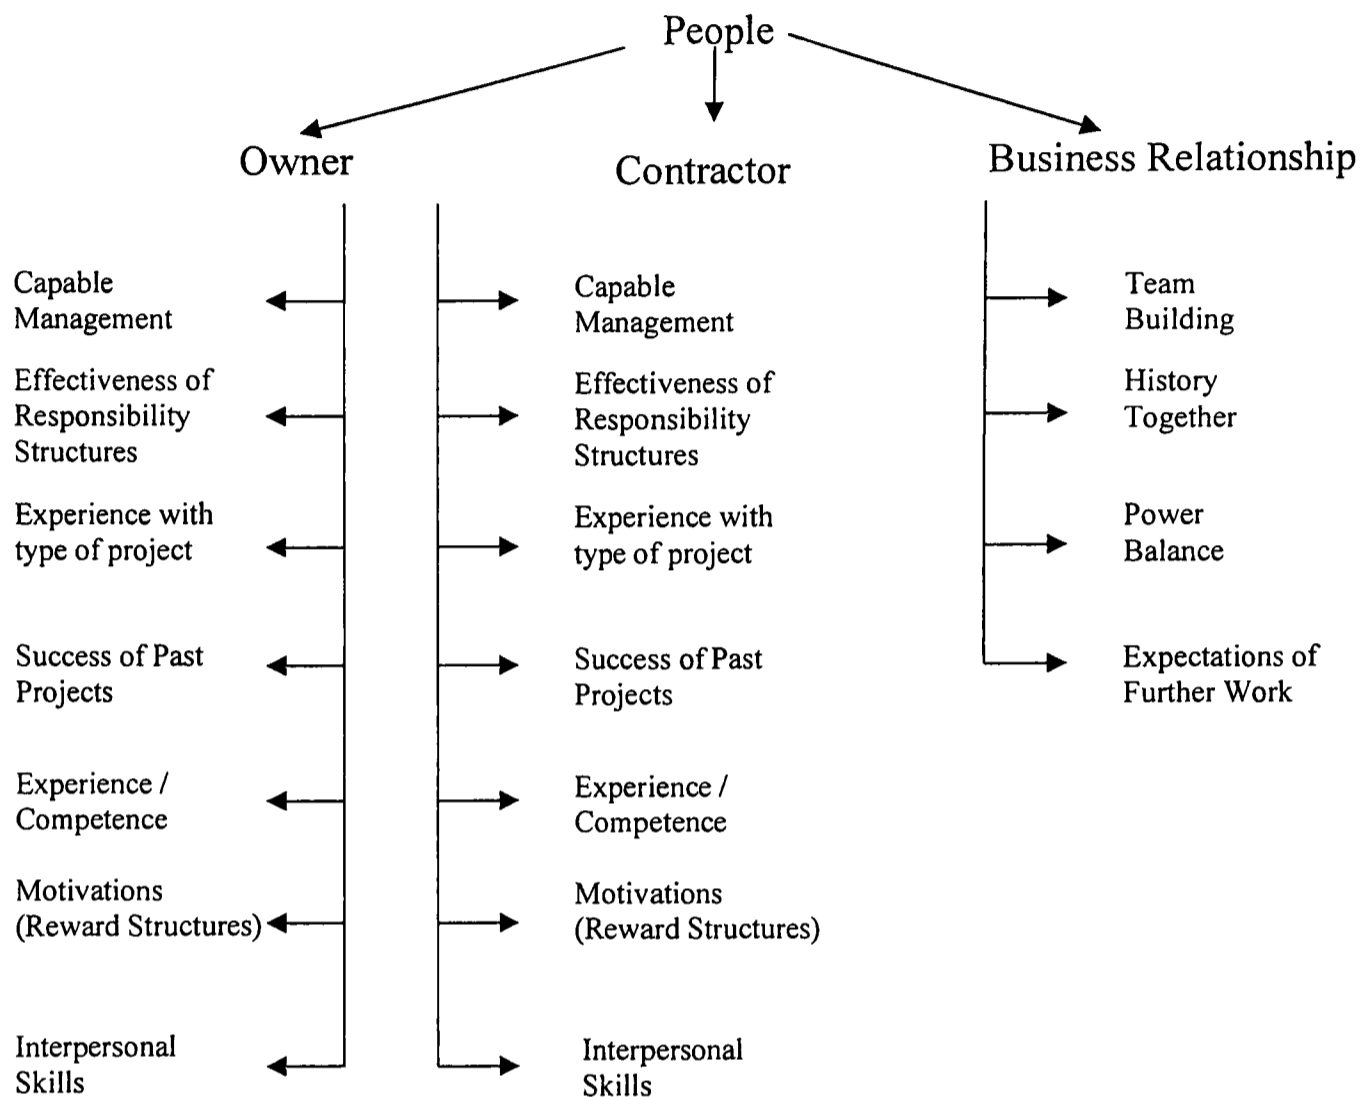 People
Owner
Contractor
Business Relationship
Capable
Management
Effectiveness of
Responsibility
Structures
Experience with
type of project
Success of Past
Projects
Experience /
Competence
Motivations
(Reward Structures)
Interpersonal
Skills
Capable
Management
Effectiveness of
Responsibility
Structures
Experience with
type of project
Success of Past
Projects
Experience /
Competence
Motivations
(Reward Structures)
Interpersonal
Skills
Team
Building
History
Together
Power
Balance
Expectations of
Further Work